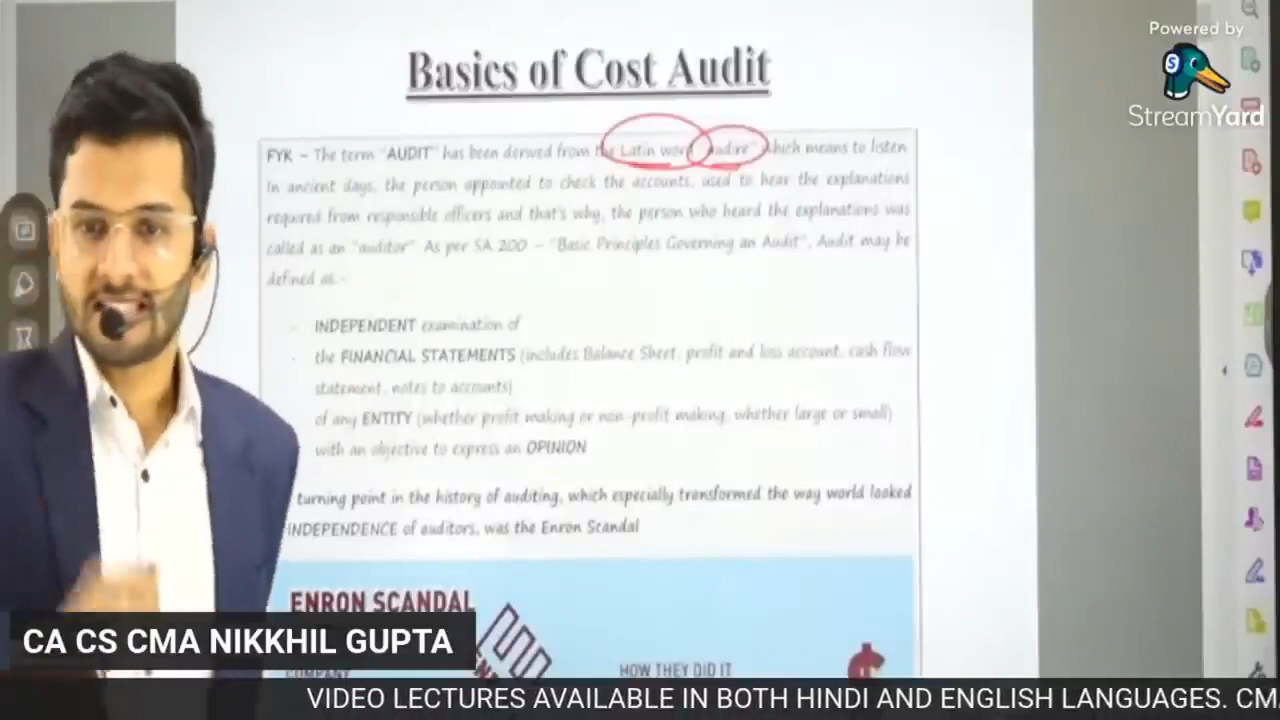 Powered by
StreamYard
Basics of Cost Audit
FYK - The term "AUDIT" has been derived from the Latin word "Audire" which means to listen
In ancient days, the person appointed to check the accounts, used to hear the explanations
required from responsible officers and that's why, the person who heard the explanations was
called as an "auditor" As per SA 200 - "Basic Principles Governing an Audit", Audit may be
defined as:-
- INDEPENDENT examination of
- the FINANCIAL STATEMENTS (includes Balance Sheet, profit and loss account, cash flow
statement, notes to accounts)
of any ENTITY (whether profit making or non-profit making, whether large or small)
with an objective to express an OPINION
turning point in the history of auditing, which especially transformed the way world looked
INDEPENDENCE of auditors, was the Enron Scandal
ENRON SCANDAL
COMPANY
HOW THEY DID IT
CA CS CMA NIKKHIL GUPTA
VIDEO LECTURES AVAILABLE IN BOTH HINDI AND ENGLISH LANGUAGES. CM